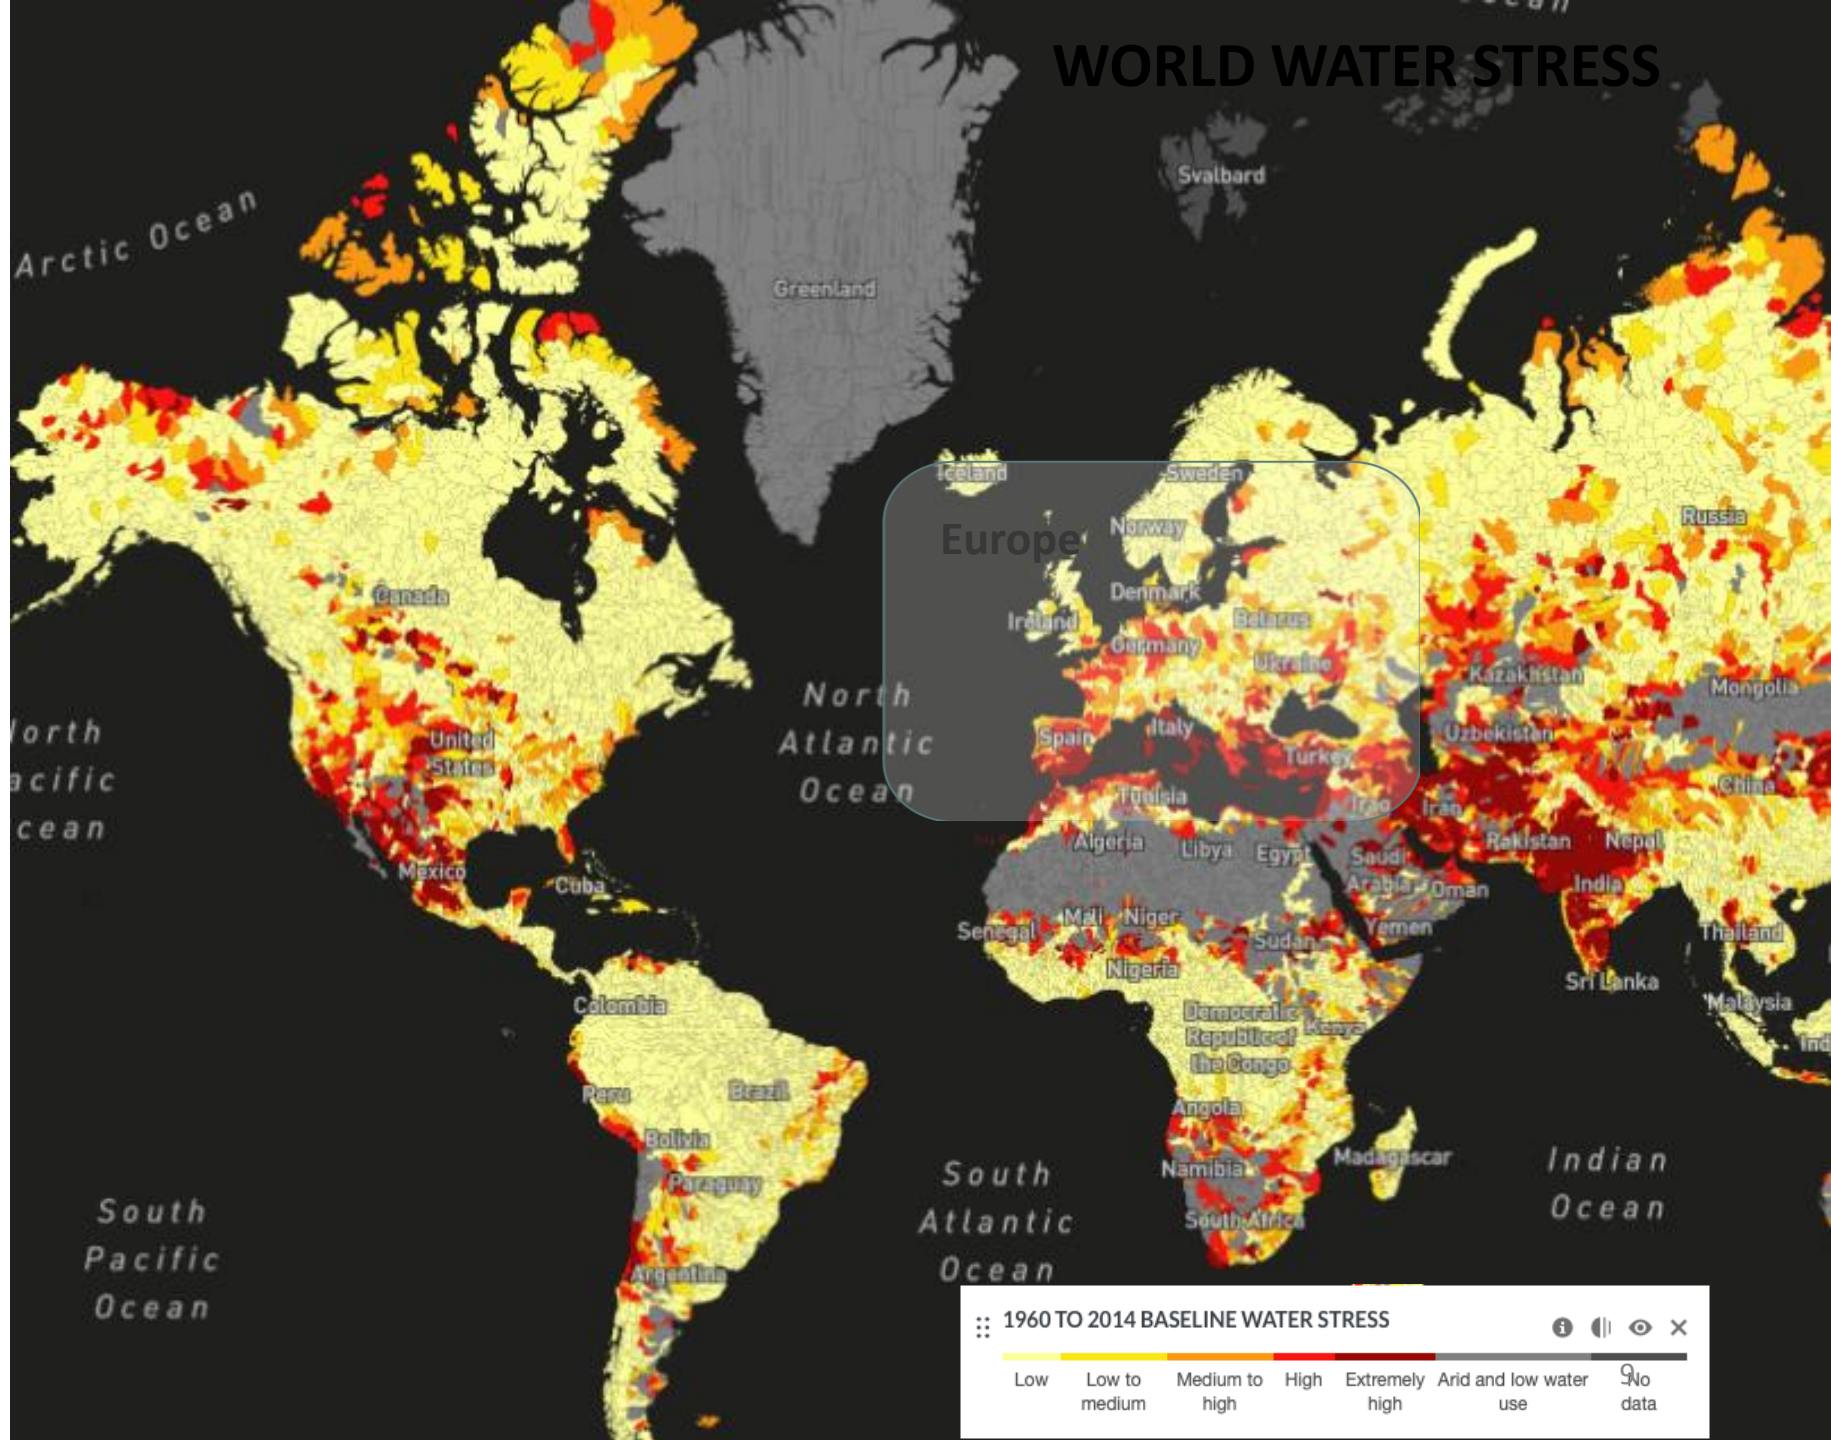 WORLD WATER STRESS
Svalbard
Arctic Ocean
Greenland
Iceland
Sweden
Europe
Norway
Russia
Canada
Denmark
Ireland
Belarus
Germany
Ukraine
Kazakhstan
Mongolia
North
Atlantic
Ocean
orth
acific
cean
United
States
Spain
Italy
Turkey
Uzbekistan
China
Tunisia
Iraq
Iran
Algeria
Libya
Egypt
Saudi
Arabia
Oman
Pakistan
Nepal
India
Mexico
Cuba
Senegal
Mali
Niger
Sudan
Yemen
Thailand
Nigeria
Sri Lanka
Malaysia
Colombia
Democratic
Republic of
the Congo
Kenya
Ind
Peru
Brazil
Angola
Bolivia
Paraguay
Namibia
Madagascar
South Africa
Argentina
South
Pacific
Ocean
South
Atlantic
Ocean
Indian
Ocean
1960 TO 2014 BASELINE WATER STRESS
Low
Low to
medium
Medium to
high
High
Extremely
high
Arid and low water
use
No
data
9